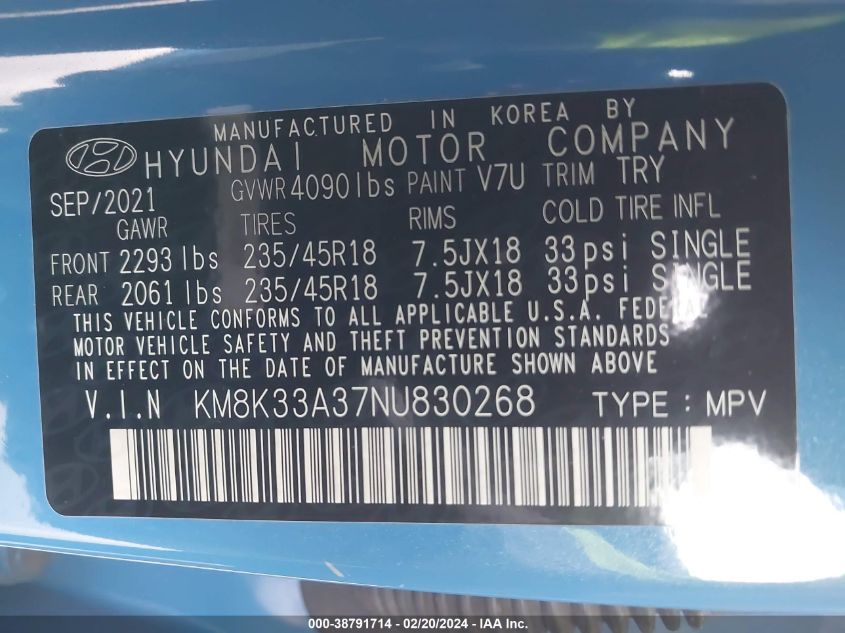 MANUFACTURED IN KOREA BY
HYUNDAI MOTOR COMPANY
SEP/2021 GVWR 4090 lbs PAINT V7U TRIM TRY
GAWR TIRES RIMS COLD TIRE INFL
FRONT 2293 lbs 235/45R18 7.5JX18 33psi SINGLE
REAR 2061 lbs 235/45R18 7.5JX18 33psi SINGLE
THIS VEHICLE CONFORMS TO ALL APPLICABLE U.S.A. FEDERAL
MOTOR VEHICLE SAFETY AND THEFT PREVENTION STANDARDS
IN EFFECT ON THE DATE OF MANUFACTURE SHOWN ABOVE
V.I.N KM8K33A37NU830268 TYPE : MPV
000-38791714 - 02/20/2024 - IAAI.COM